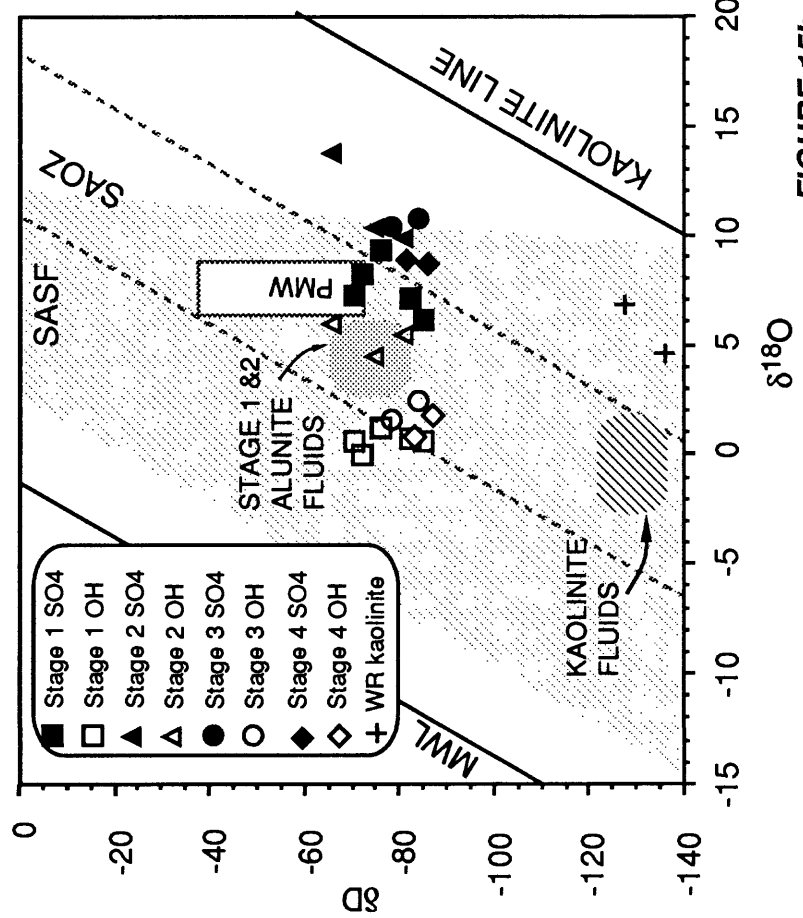 0
-20
-40
-60
-80
-100
-120
-140
δD
-15
-10
-5
0
5
10
15
20
δ18O
SASF
SAOZ
PMW
MWL
KAOLINITE LINE
STAGE 1 &2
ALUNITE
FLUIDS
KAOLINITE
FLUIDS
Stage 1 SO4
Stage 1 OH
Stage 2 SO4
Stage 2 OH
Stage 3 SO4
Stage 3 OH
Stage 4 SO4
Stage 4 OH
WR kaolinite